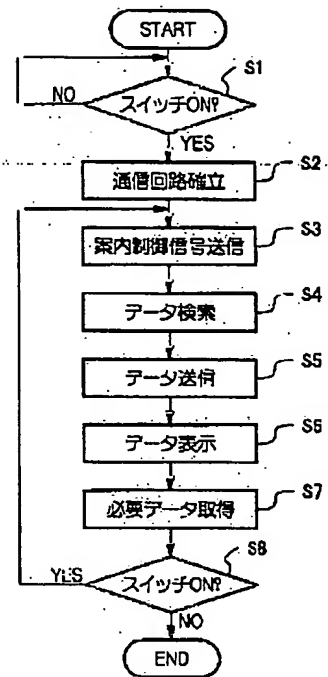 START
S1
NO
スイッチON?
YES
S2
通信回路確立
S3
案内制御信号送信
S4
データ検索
S5
データ送信
S6
データ表示
S7
必要データ取得
S8
YES
スイッチON?
NO
END